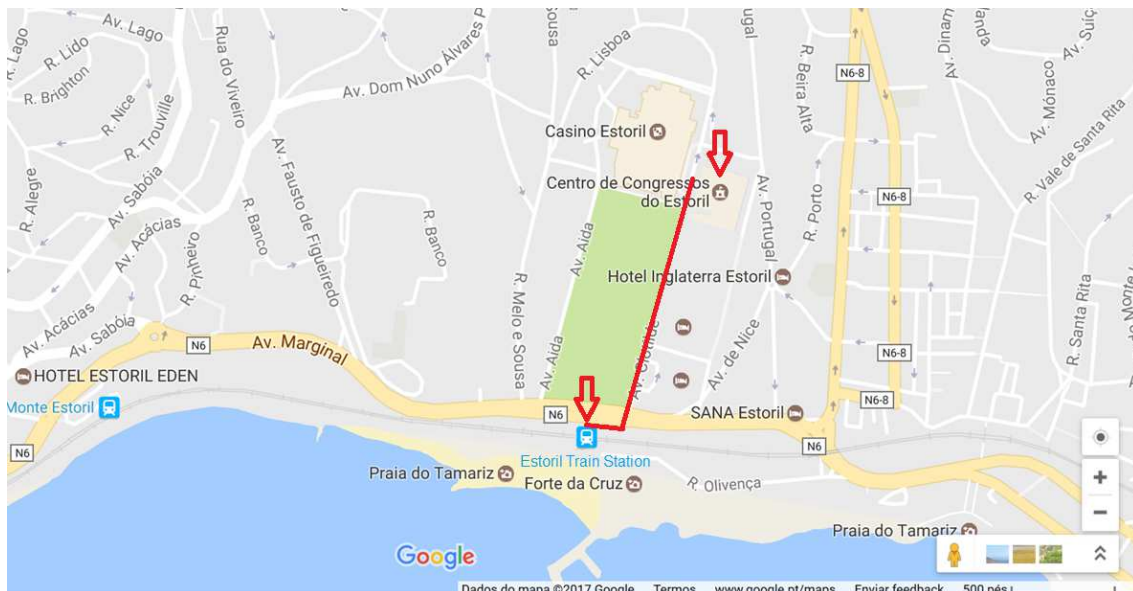 Av. Lago
R. Lago
R. Lido
R. Brighton
R. Nice
R. Trouville
Rua do Viveiro
Av. Dom Nuno Álvares P
Sousa
R. Lisboa
ugal
R. Beira Alta
N6-8
Av. Dinam
anda
Av. Suíç
Av. Mónaco
R. Vale de Santa Rita
Casino Estoril
Centro de Congressos
do Estoril
R. Alegre
Av. Sabóia
Av. Acácias
Av. Fausto de Figueiredo
R. Banco
R. Banco
R. Pinheiro
Av. Aida
Av. Portugal
R. Porto
N6-8
Hotel Inglaterra Estoril
R. Melo e Sousa
Av. Acácias
Av. Sabóia
N6
Av. Marginal
Av. Aida
Av. Clotilde
Av. de Nice
N6-8
R. Santa Rita
R. do Monte L
HOTEL ESTORIL EDEN
Monte Estoril
N6
SANA Estoril
N6-8
N6
N6
Estoril Train Station
Praia do Tamariz
Forte da Cruz
R. Olivença
Praia do Tamariz
Google
Dados do mapa ©2017 Google Termos www.google.pt/maps Enviar feedback 500 pés